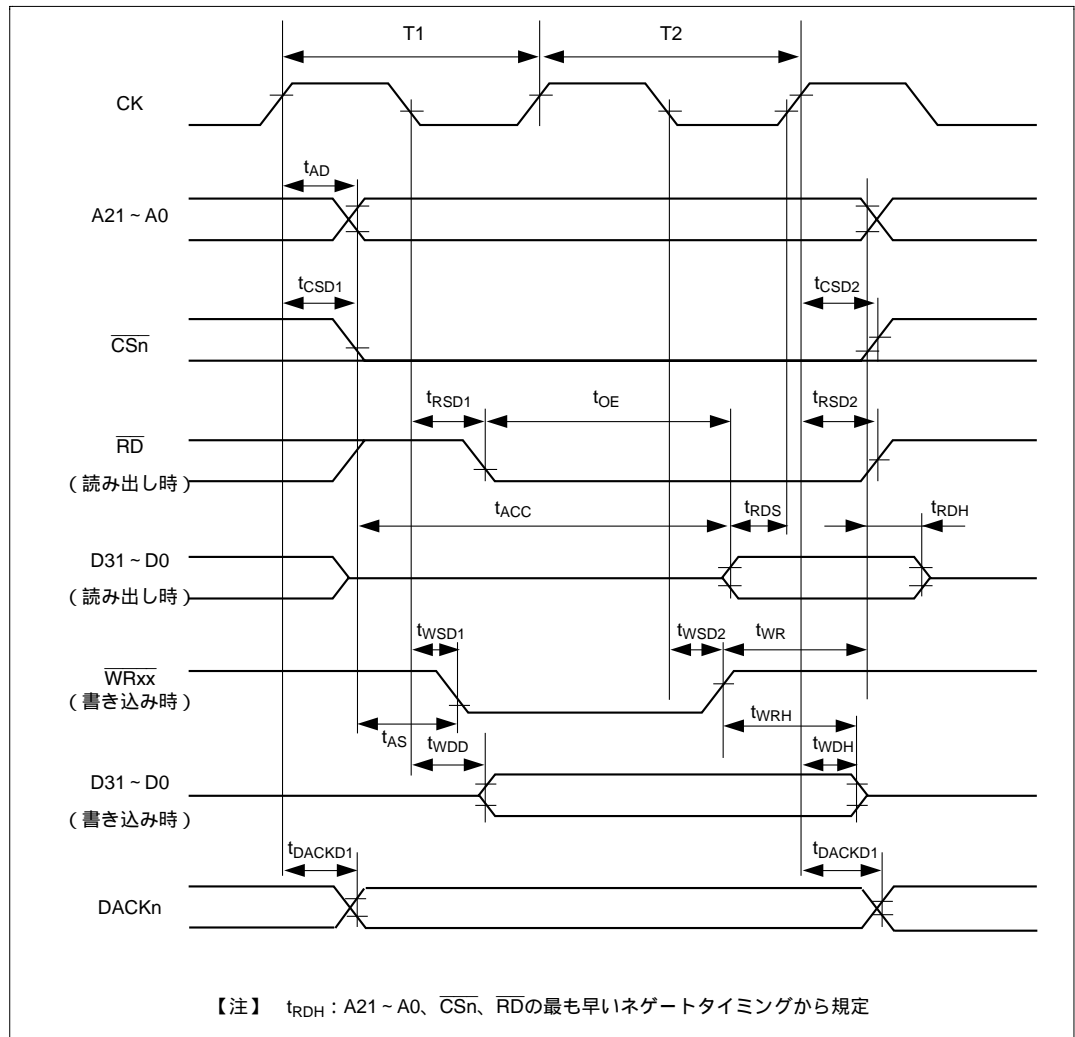 T1 T2
CK
tAD
A21 ~ A0
tCSD1 tCSD2
CSn
tRSD1 tOE tRSD2
RD
(読み出し時)
tACC tRDS tRDH
D31 ~ D0
(読み出し時)
tWSD1 tWSD2 tWR
WRxx
(書き込み時)
tWRH
tAS tWDD tWDH
D31 ~ D0
(書き込み時)
tDACKD1 tDACKD1
DACKn
【注】 tRDH : A21 ~ A0、CSn、RDの最も早いネゲートタイミングから規定